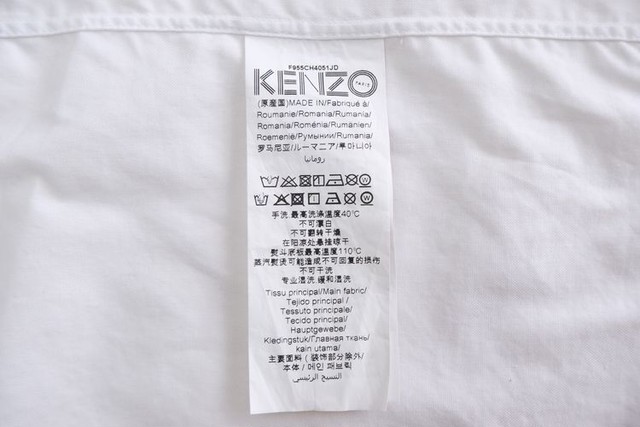 F955CH4051JD
KENZO
PARIS
(原産国)MADE IN/Fabriqué à/
Roumanie/Romania/Rumania/
Romania/Roménia/Rumänien/
Roemenië/Румынии/Rumania/
罗马尼亚/ルーマニア/루마니아/
رومانيا
手洗.最高洗涤温度40℃
不可漂白
不可翻转干燥
在阴凉处悬挂晾干
熨斗底板最高温度110℃
蒸汽熨烫可能造成不可回复的损伤
不可干洗
专业湿洗.缓和湿洗
Tissu principal/Main fabric/
Tejido principal /
Tessuto principale/
Tecido principal/
Hauptgewebe/
Kledingstuk/Главная ткань/
kain utama/
主要面料 ( 装饰部分除外/
本体 / 메인 패브릭
النسيج الرئيسي